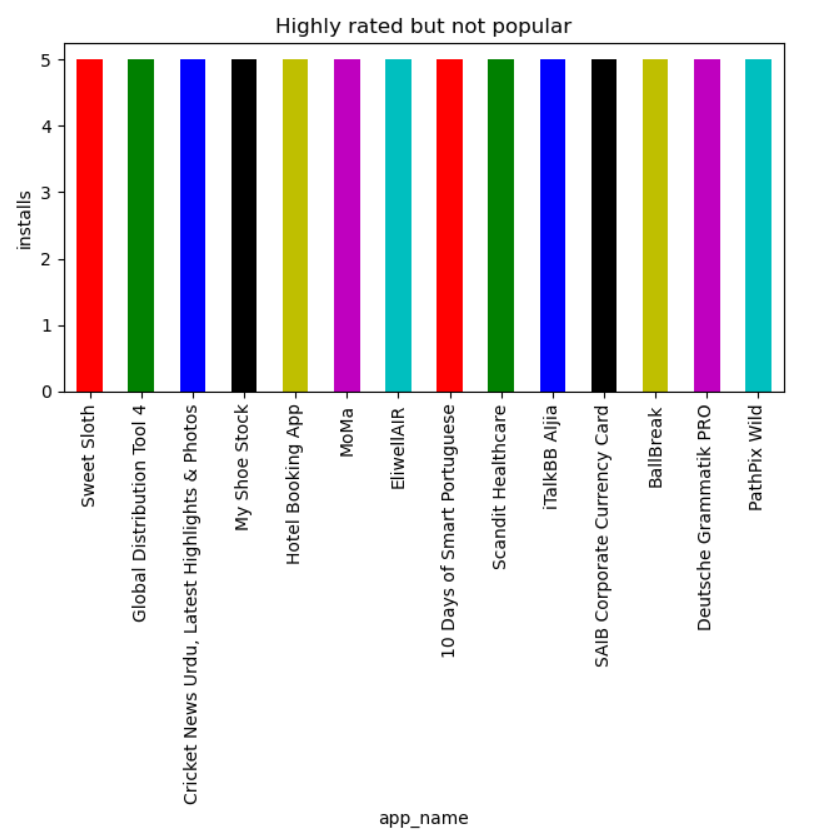 Highly rated but not popular
installs
5
4
3
2
1
0
Sweet Sloth
Global Distribution Tool 4
Cricket News Urdu, Latest Highlights & Photos
My Shoe Stock
Hotel Booking App
MoMa
EliwellAIR
10 Days of Smart Portuguese
Scandit Healthcare
iTalkBB Aljia
SAIB Corporate Currency Card
BallBreak
Deutsche Grammatik PRO
PathPix Wild
app_name